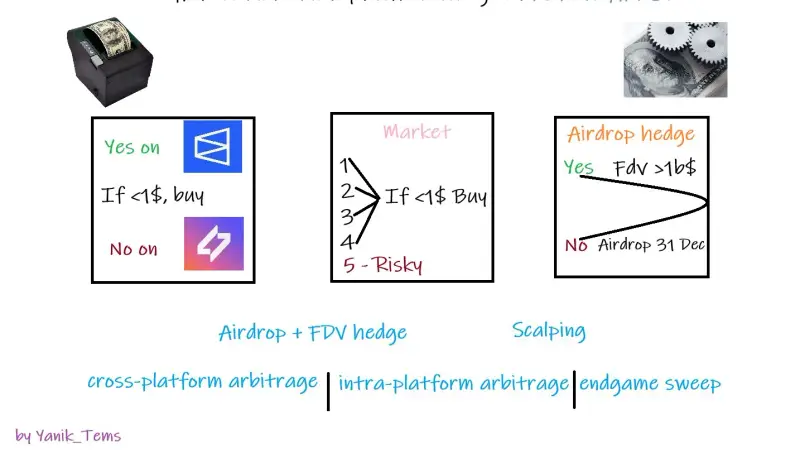 Yes on
If <1$, buy
No on
Market
1
2
3
4
If <1$ Buy
5 - Risky
Airdrop hedge
Yes Fdv >1b$
No Airdrop 31 Dec
Airdrop + FDV hedge
Scalping
cross-platform arbitrage
intra-platform arbitrage
endgame sweep
by Yanik_Tems